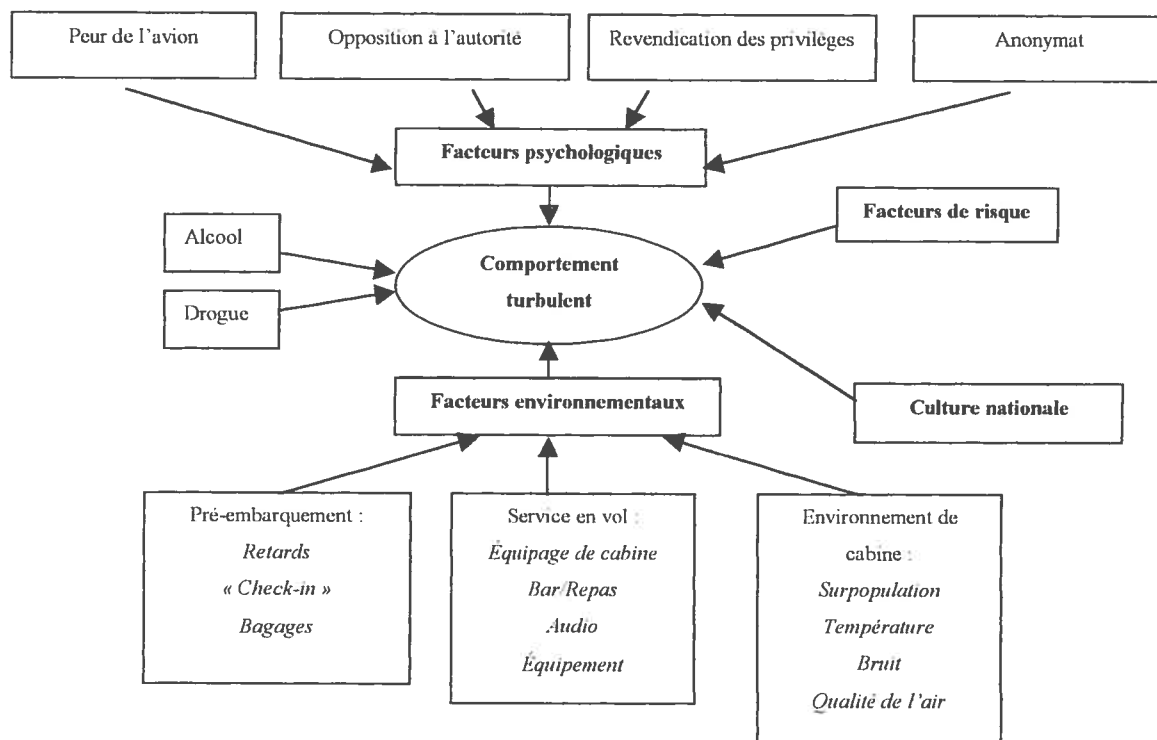 Peur de l'avion
Opposition à l'autorité
Revendication des privilèges
Anonymat
Facteurs psychologiques
Facteurs de risque
Alcool
Comportement
turbulent
Drogue
Facteurs environnementaux
Culture nationale
Pré-embarquement :
Retards
« Check-in »
Bagages
Service en vol :
Équipage de cabine
Bar/Repas
Audio
Équipement
Environnement de
cabine :
Surpopulation
Température
Bruit
Qualité de l'air